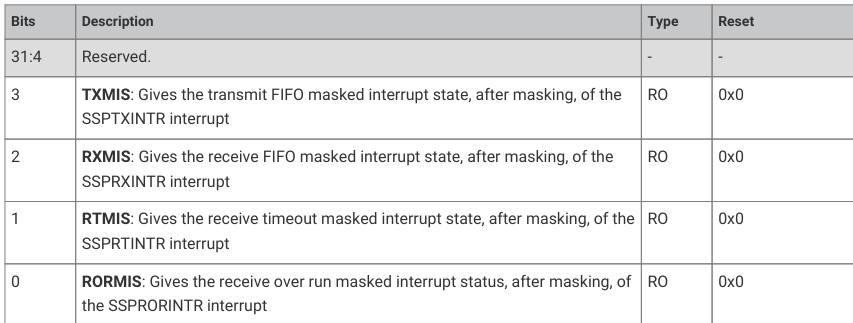 Bits Description Type Reset
31:4 Reserved. - -
3 TXMIS: Gives the transmit FIFO masked interrupt state, after masking, of the RO 0x0
SSPTXINTR interrupt
2 RXMIS: Gives the receive FIFO masked interrupt state, after masking, of the RO 0x0
SSPRXINTR interrupt
1 RTMIS: Gives the receive timeout masked interrupt state, after masking, of the RO 0x0
SSPRTINTR interrupt
0 RORMIS: Gives the receive over run masked interrupt status, after masking, of RO 0x0
the SSPRORINTR interrupt